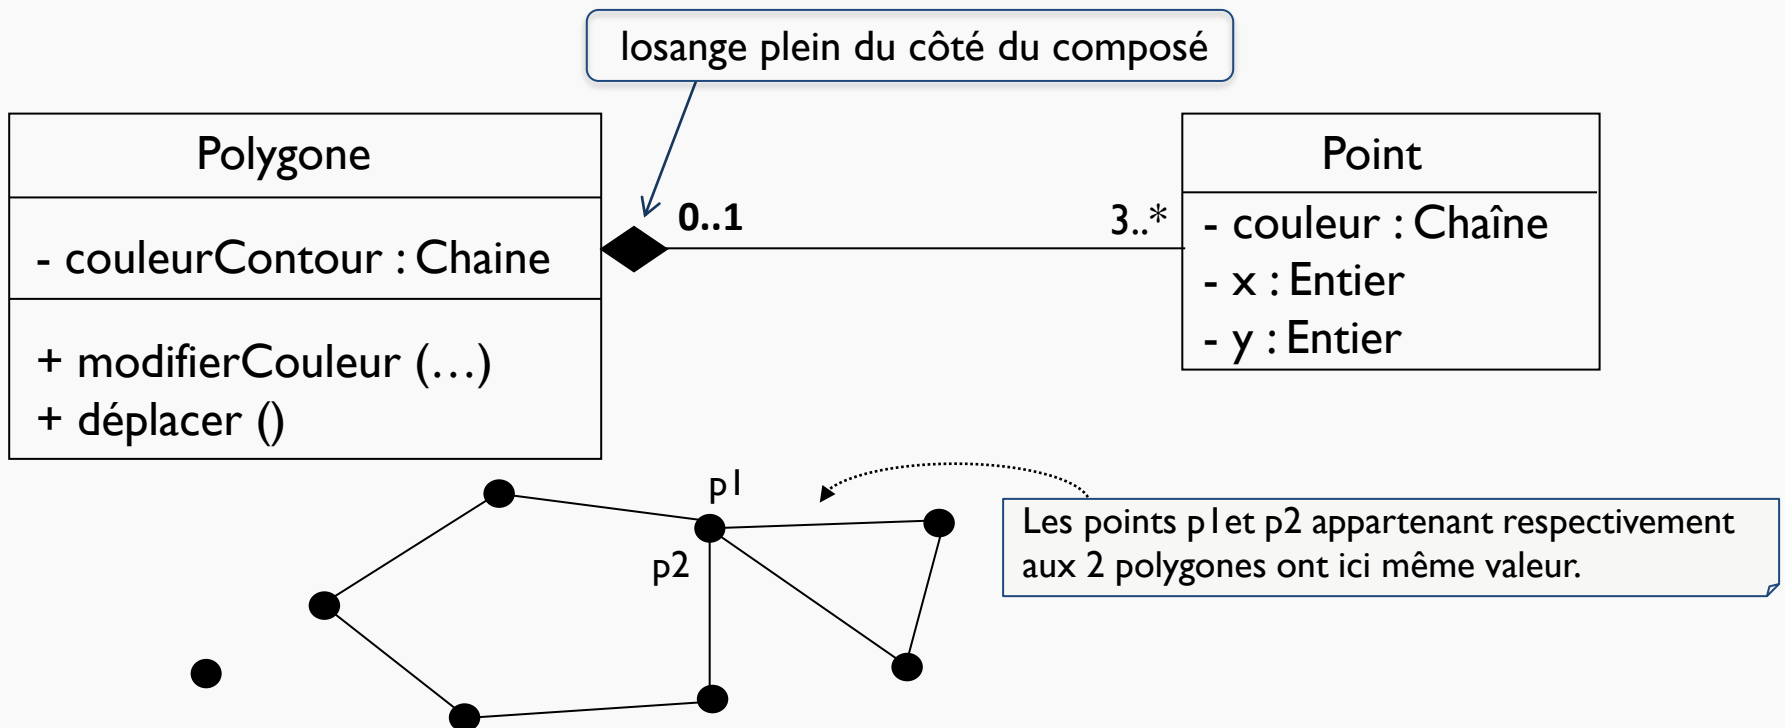 losange plein du côté du composé
Polygone
- couleurContour : Chaine
+ modifierCouleur (…)
+ déplacer ()
0..1
3..*
Point
- couleur : Chaîne
- x : Entier
- y : Entier
p1
p2
Les points p1et p2 appartenant respectivement
aux 2 polygones ont ici même valeur.